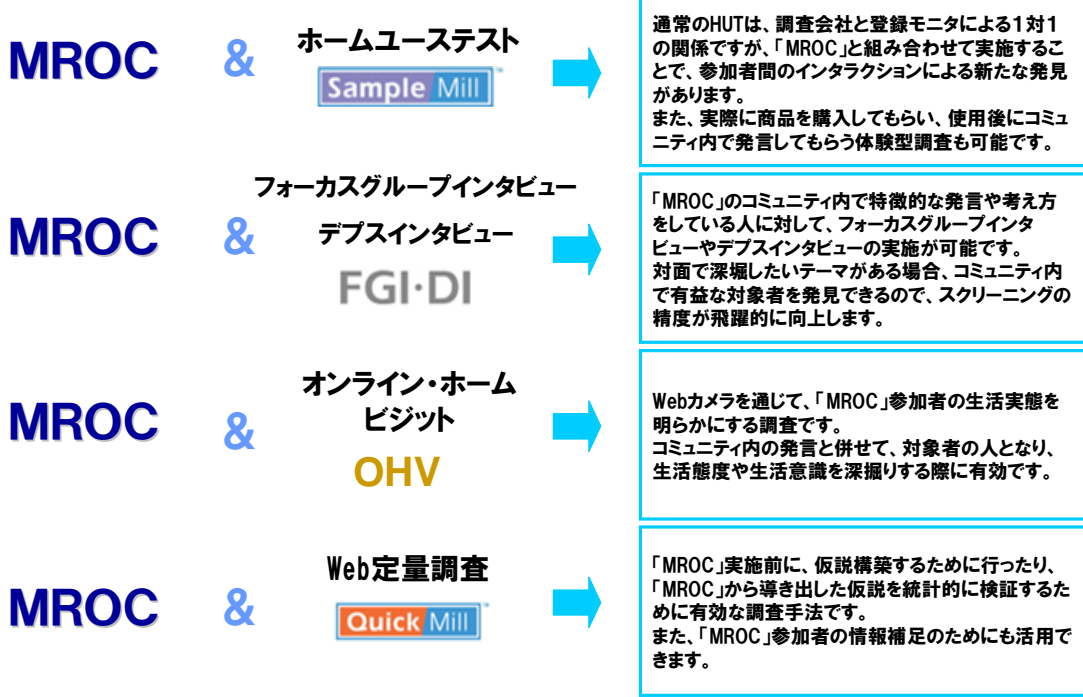 MROC
&
ホームユーステスト
Sample Mill™
通常のHUTは、調査会社と登録モニタによる1対1
の関係ですが、「MROC」と組み合わせて実施するこ
とで、参加者間のインタラクションによる新たな発見
があります。
また、実際に商品を購入してもらい、使用後にコミュ
ニティ内で発言してもらう体験型調査も可能です。
MROC
&
フォーカスグループインタビュー
デプスインタビュー
FGI・DI
「MROC」のコミュニティ内で特徴的な発言や考え方
をしている人に対して、フォーカスグループインタ
ビューやデプスインタビューの実施が可能です。
対面で深堀したいテーマがある場合、コミュニティ内
で有益な対象者を発見できるので、スクリーニングの
精度が飛躍的に向上します。
MROC
&
オンライン・ホーム
ビジット
OHV
Webカメラを通じて、「MROC」参加者の生活実態を
明らかにする調査です。
コミュニティ内の発言と併せて、対象者の人となり、
生活態度や生活意識を深掘りする際に有効です。
MROC
&
Web定量調査
Quick Mill™
「MROC」実施前に、仮説構築するために行ったり、
「MROC」から導き出した仮説を統計的に検証するた
めに有効な調査手法です。
また、「MROC」参加者の情報補足のためにも活用で
きます。